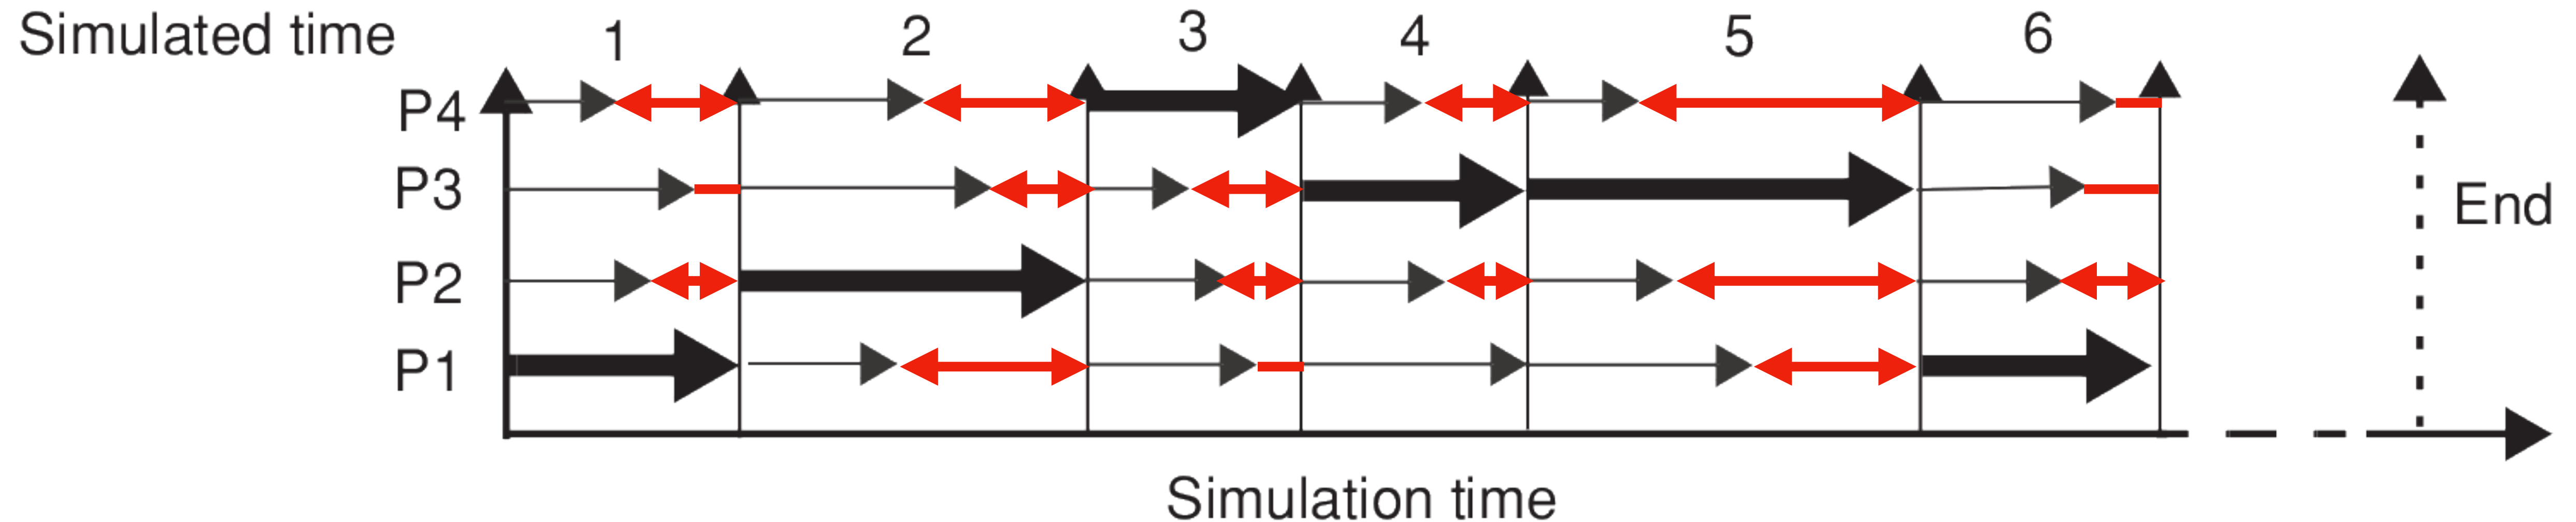 Simulated time 1 2 3 4 5 6
P4
P3
End
P2
P1
Simulation time